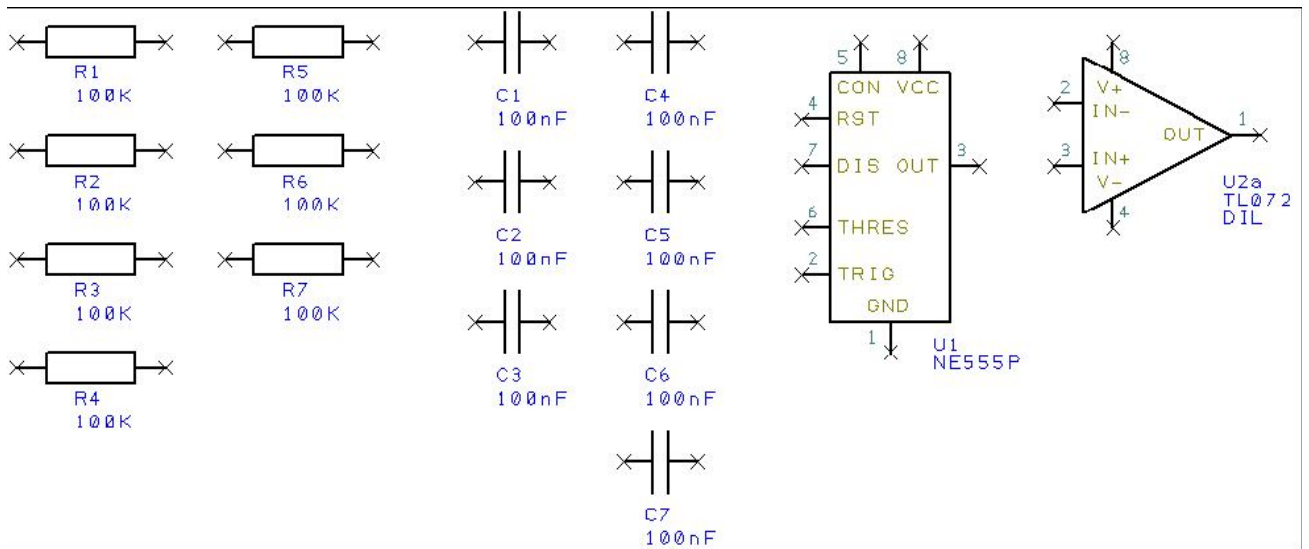 R1
100K
R2
100K
R3
100K
R4
100K
R5
100K
R6
100K
R7
100K
C1
100nF
C2
100nF
C3
100nF
C4
100nF
C5
100nF
C6
100nF
C7
100nF
5 8
CON VCC
4
RST
7
DIS OUT 3
6
THRES
2
TRIG
GND
1
U1
NE555P
8
V+
2
IN-
OUT 1
3
IN+
V-
4
U2a
TL072
DIL